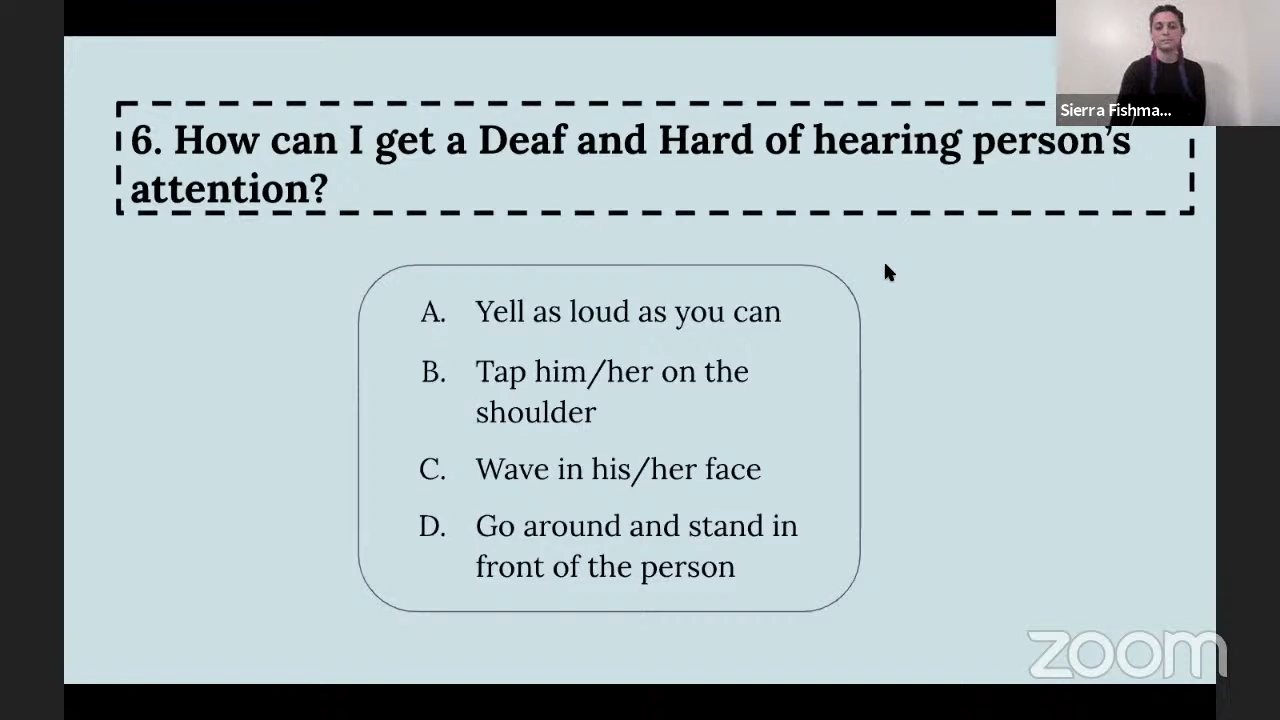 Sierra Fishma...
6. How can I get a Deaf and Hard of hearing person's
attention?
A. Yell as loud as you can
B. Tap him/her on the
shoulder
C. Wave in his/her face
D. Go around and stand in
front of the person
zoom